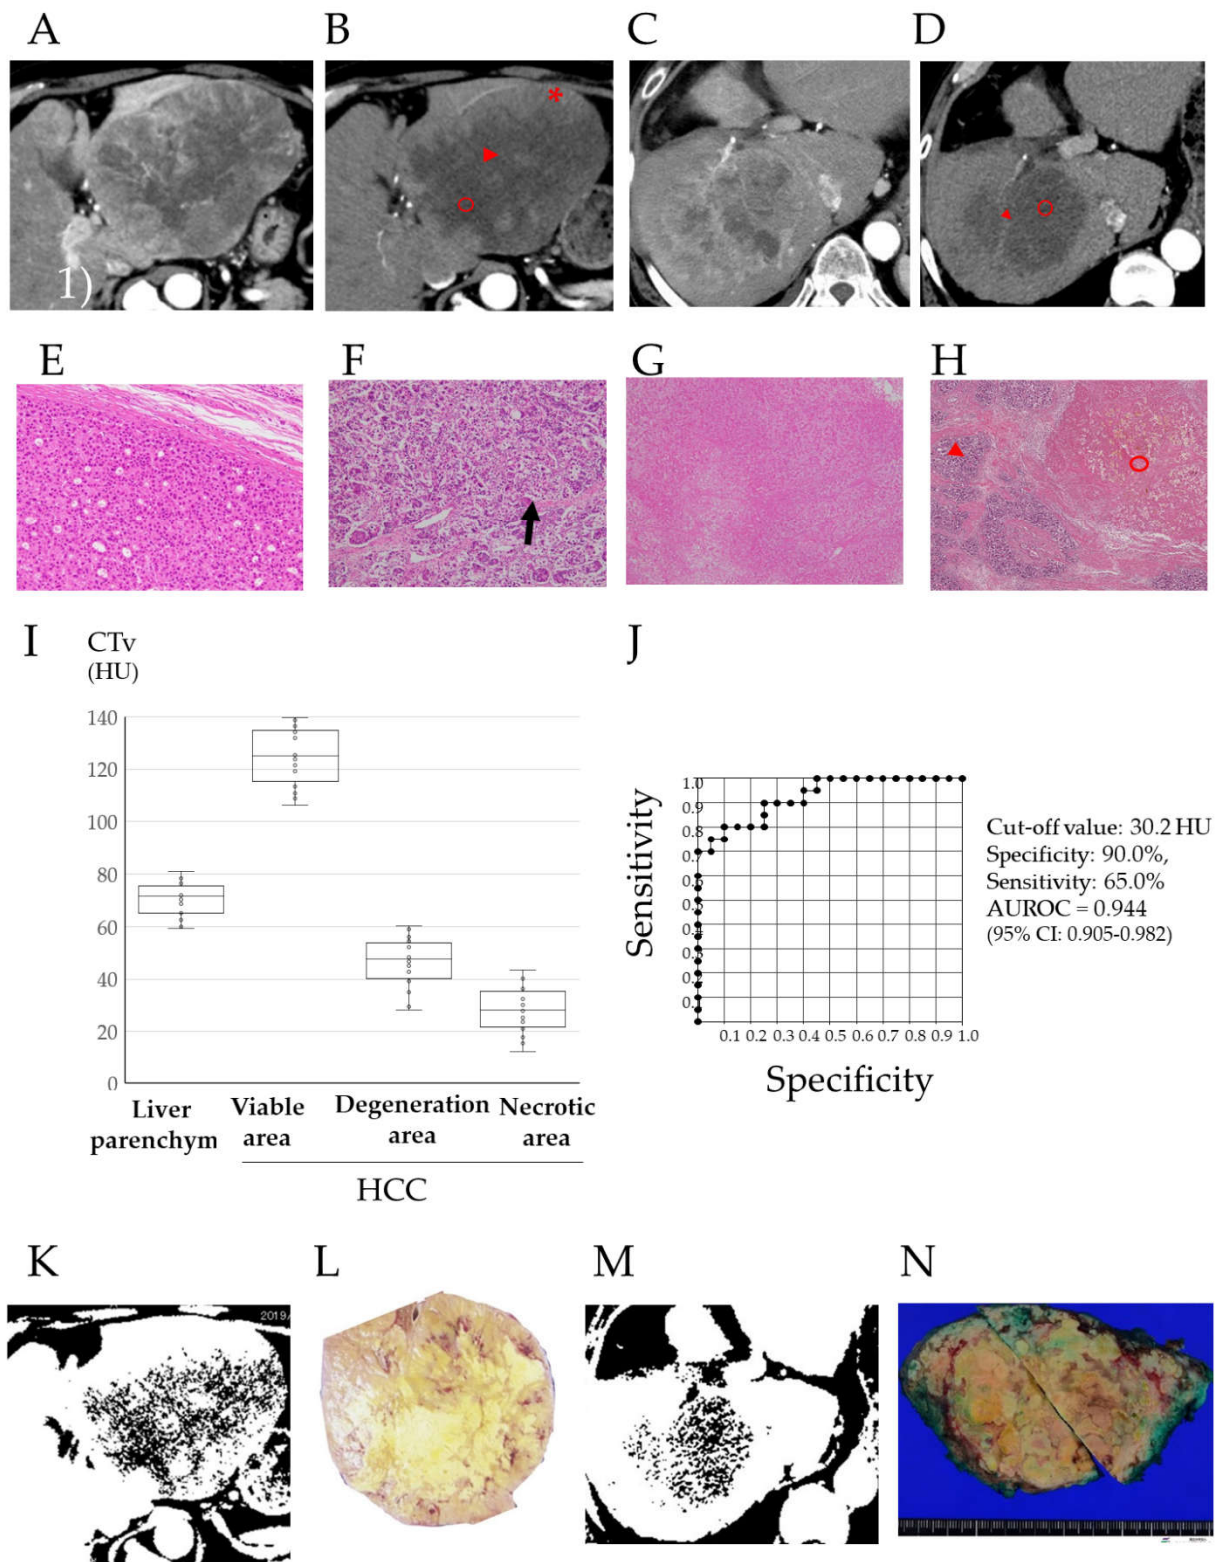 A
B
C
D
1)
*
E
F
G
H
I
CTv
(HU)
140
120
100
80
60
40
20
0
Liver
parenchym
Viable
area
Degeneration
area
Necrotic
area
HCC
J
Sensitivity
1.0
0.9
0.8
0.1 0.2 0.3 0.4 0.5 0.6 0.7 0.8 0.9 1.0
Specificity
Cut-off value: 30.2 HU
Specificity: 90.0%,
Sensitivity: 65.0%
AUROC = 0.944
(95% CI: 0.905-0.982)
K
L
M
N
2019/